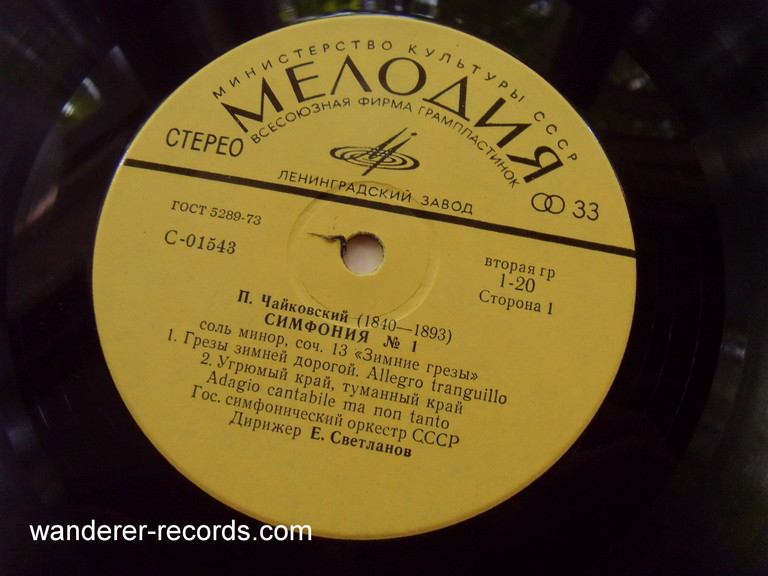 МИНИСТЕРСТВО КУЛЬТУРЫ СССР
МЕЛОДИЯ
ВСЕСОЮЗНАЯ ФИРМА ГРАМПЛАСТИНОК
СТЕРЕО
ЛЕНИНГРАДСКИЙ ЗАВОД
33
ГОСТ 5289-73
С-01543
вторая гр
1-20
Сторона 1
П. Чайковский (1840—1893)
СИМФОНИЯ № 1
соль минор, соч. 13 «Зимние грезы»
1. Грезы зимней дорогой. Allegro tranguillo
2. Угрюмый край, туманный край
Adagio cantabile ma non tanto
Гос. симфонический оркестр СССР
Дирижер Е. Светланов
wanderer-records.com